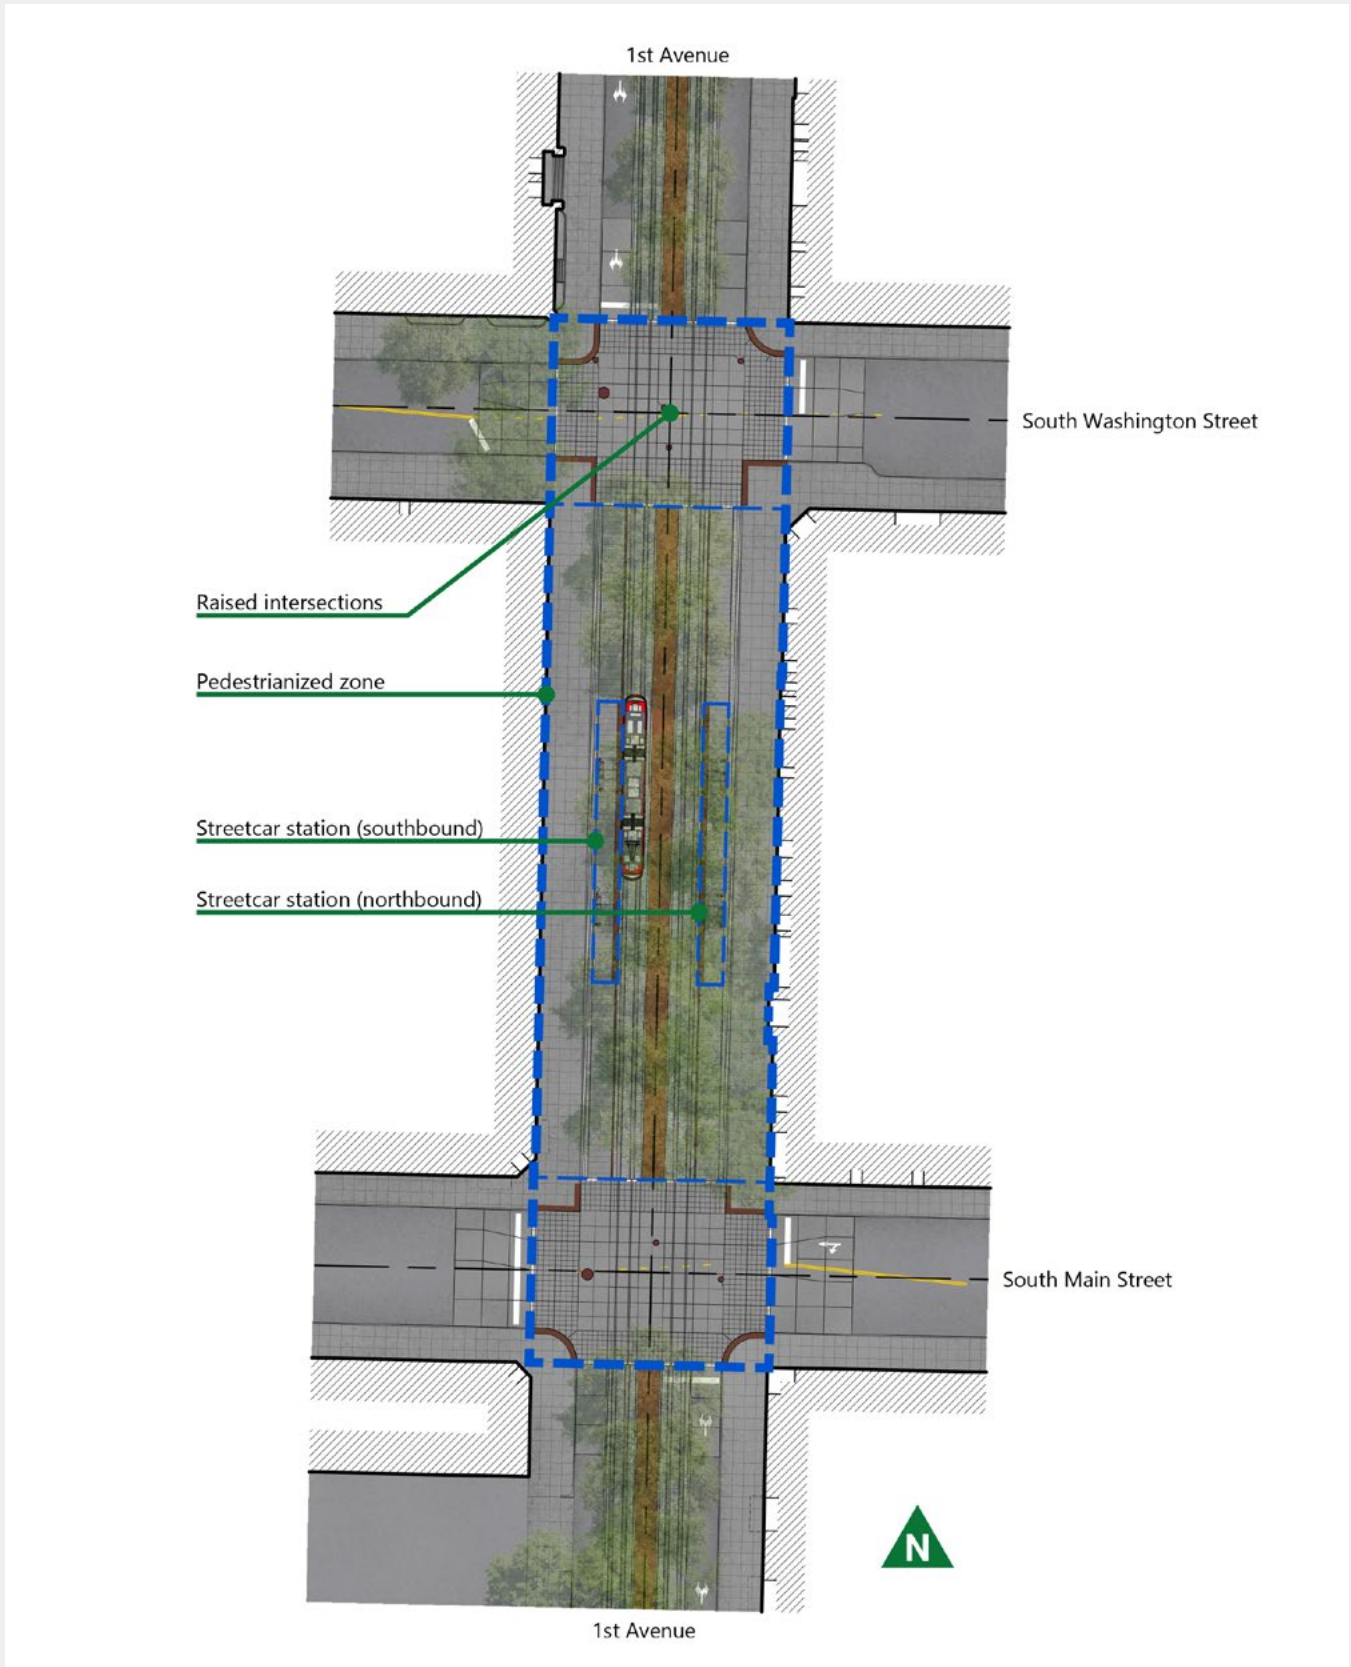 1st Avenue
South Washington Street
Raised intersections
Pedestrianized zone
Streetcar station (southbound)
Streetcar station (northbound)
South Main Street
N
1st Avenue